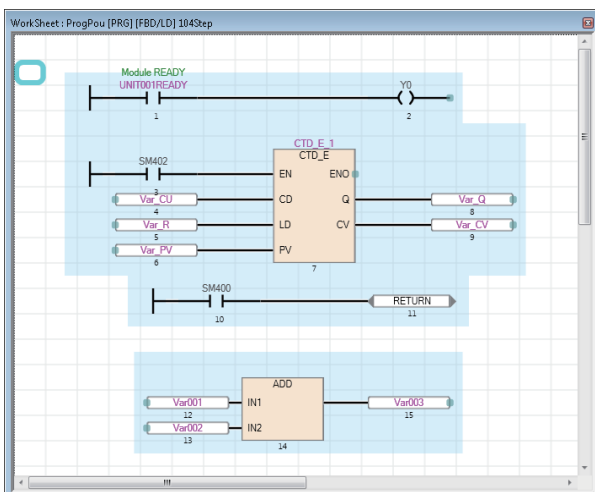 WorkSheet : ProgPou [PRG] [FBD/LD] 104Step
Module READY
UNIT001READY
1
Y0
2
SM402
3
CTD_E_1
CTD_E
EN ENO
CD Q
LD CV
PV
7
Var_CU
4
Var_R
5
Var_PV
6
Var_Q
8
Var_CV
9
SM400
10
RETURN
11
ADD
IN1
IN2
14
Var001
12
Var002
13
Var003
15